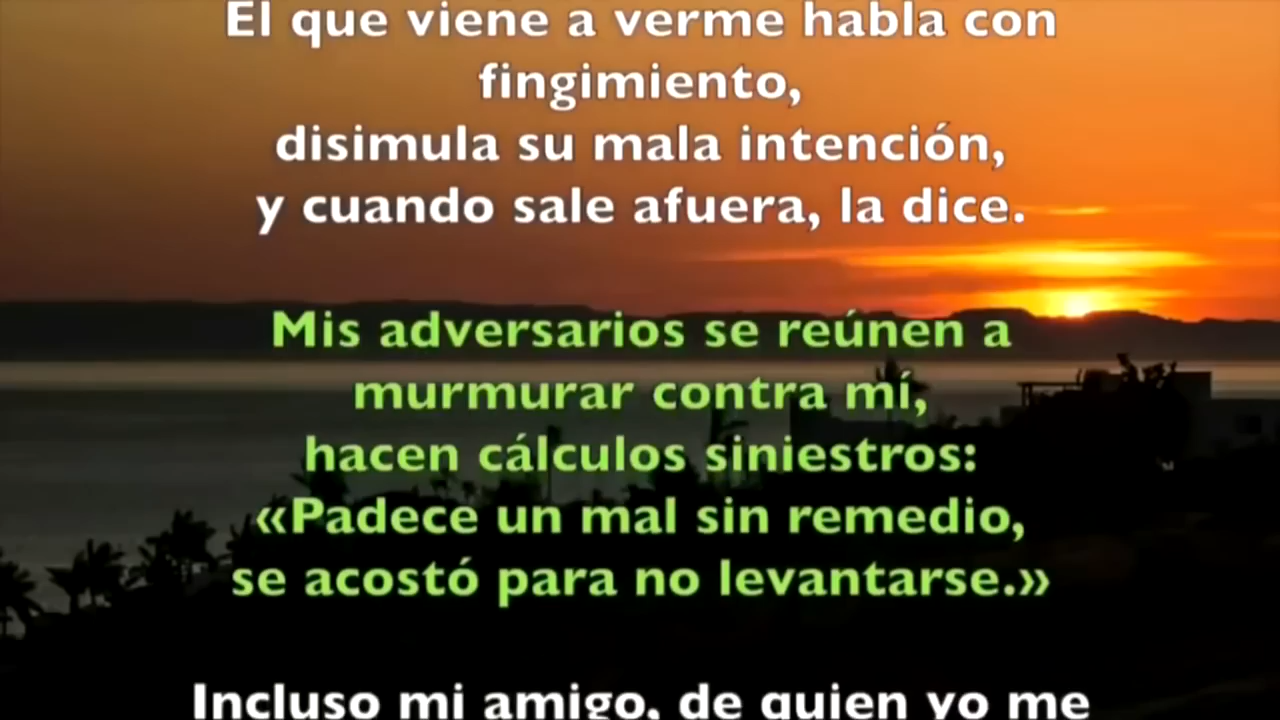 El que viene a verme habla con
fingimiento,
disimula su mala intención,
y cuando sale afuera, la dice.
Mis adversarios se reúnen a
murmurar contra mí,
hacen cálculos siniestros:
«Padece un mal sin remedio,
se acostó para no levantarse.»
Incluso mi amigo, de quien yo me